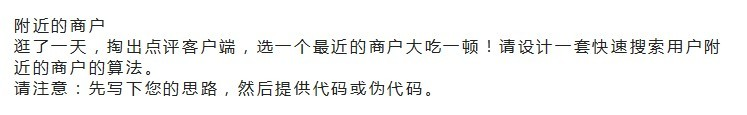 附近的商户
逛了一天，掏出点评客户端，选一个最近的商户大吃一顿！请设计一套快速搜索用户附
近的商户的算法。
请注意：先写下您的思路，然后提供代码或伪代码。